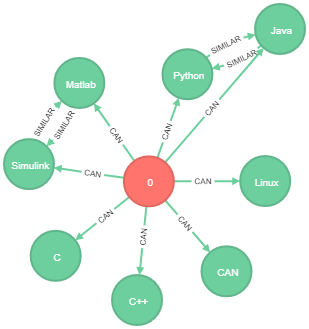 Java
SIMILAR
SIMILAR
Python
Matlab
CAN
CAN
CAN
SIMILAR
SIMILAR
Simulink
CAN
0
CAN
Linux
CAN
CAN
CAN
C
CAN
C++